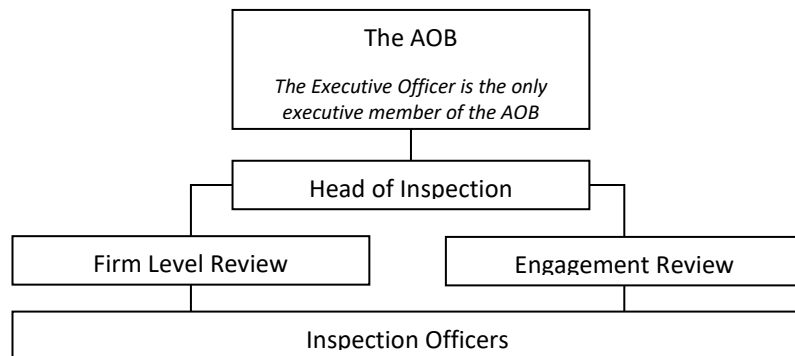 The AOB
The Executive Officer is the only
executive member of the AOB
Head of Inspection
Firm Level Review
Engagement Review
Inspection Officers